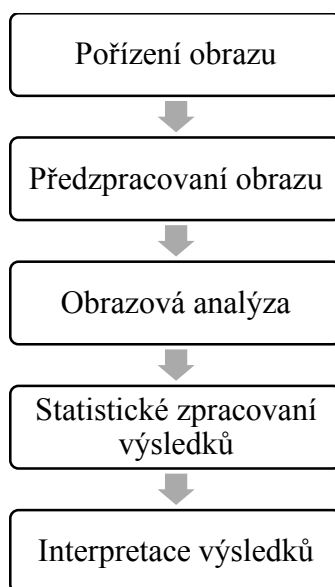 Pořízení obrazu
Předzpracovaní obrazu
Obrazová analýza
Statistické zpracovaní
výsledků
Interpretace výsledků